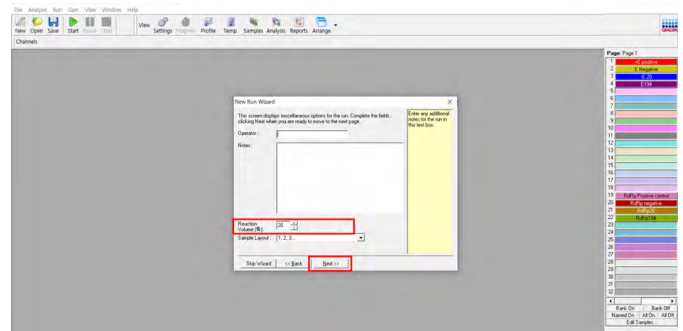 File Analysis Run Gain View Window Help
New Open Save Start Pause Stop View Settings Progress Profile Temp. Samples Analysis Reports Arrange
QIAGEN
Channels
Page: Page 1
1 +E positive
2 E Negative
3 E 20
4 E194
5
6
7
8
9
10
11
12
13
14
15
16
17
18
19 RdRp Positive control
20 RdRp negative
21 RdRp20
22 RdRp194
23
24
25
26
27
28
29
30
31
32
Bank On Bank Off
Named On All On All Off
Edit Samples...
New Run Wizard
This screen displays miscellaneous options for the run. Complete the fields,
clicking Next when you are ready to move to the next page.
Operator :
Notes :
Reaction
Volume (µL): 20
Sample Layout : 1, 2, 3...
Skip Wizard << Back Next >>
Enter any additional
notes for the run in
this text box.